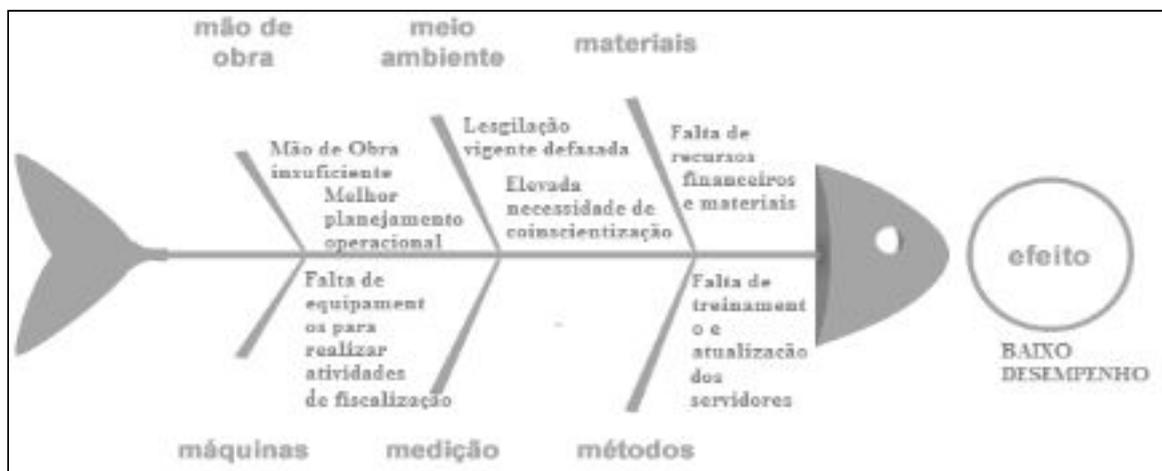 mão de
obra
meio
ambiente
materiais
Mão de Obra
insuficiente
Melhor
planejamento
operacional
Lesgilação
vigente defasada
Elevada
necessidade de
coinscientização
Falta de
recursos
financeiros
e materiais
efeito
BAIXO
DESEMPENHO
Falta de
equipament
os para
realizar
atividades
de fiscalização
Falta de
treinament
o e
atualização
dos
servidores
máquinas
medição
métodos